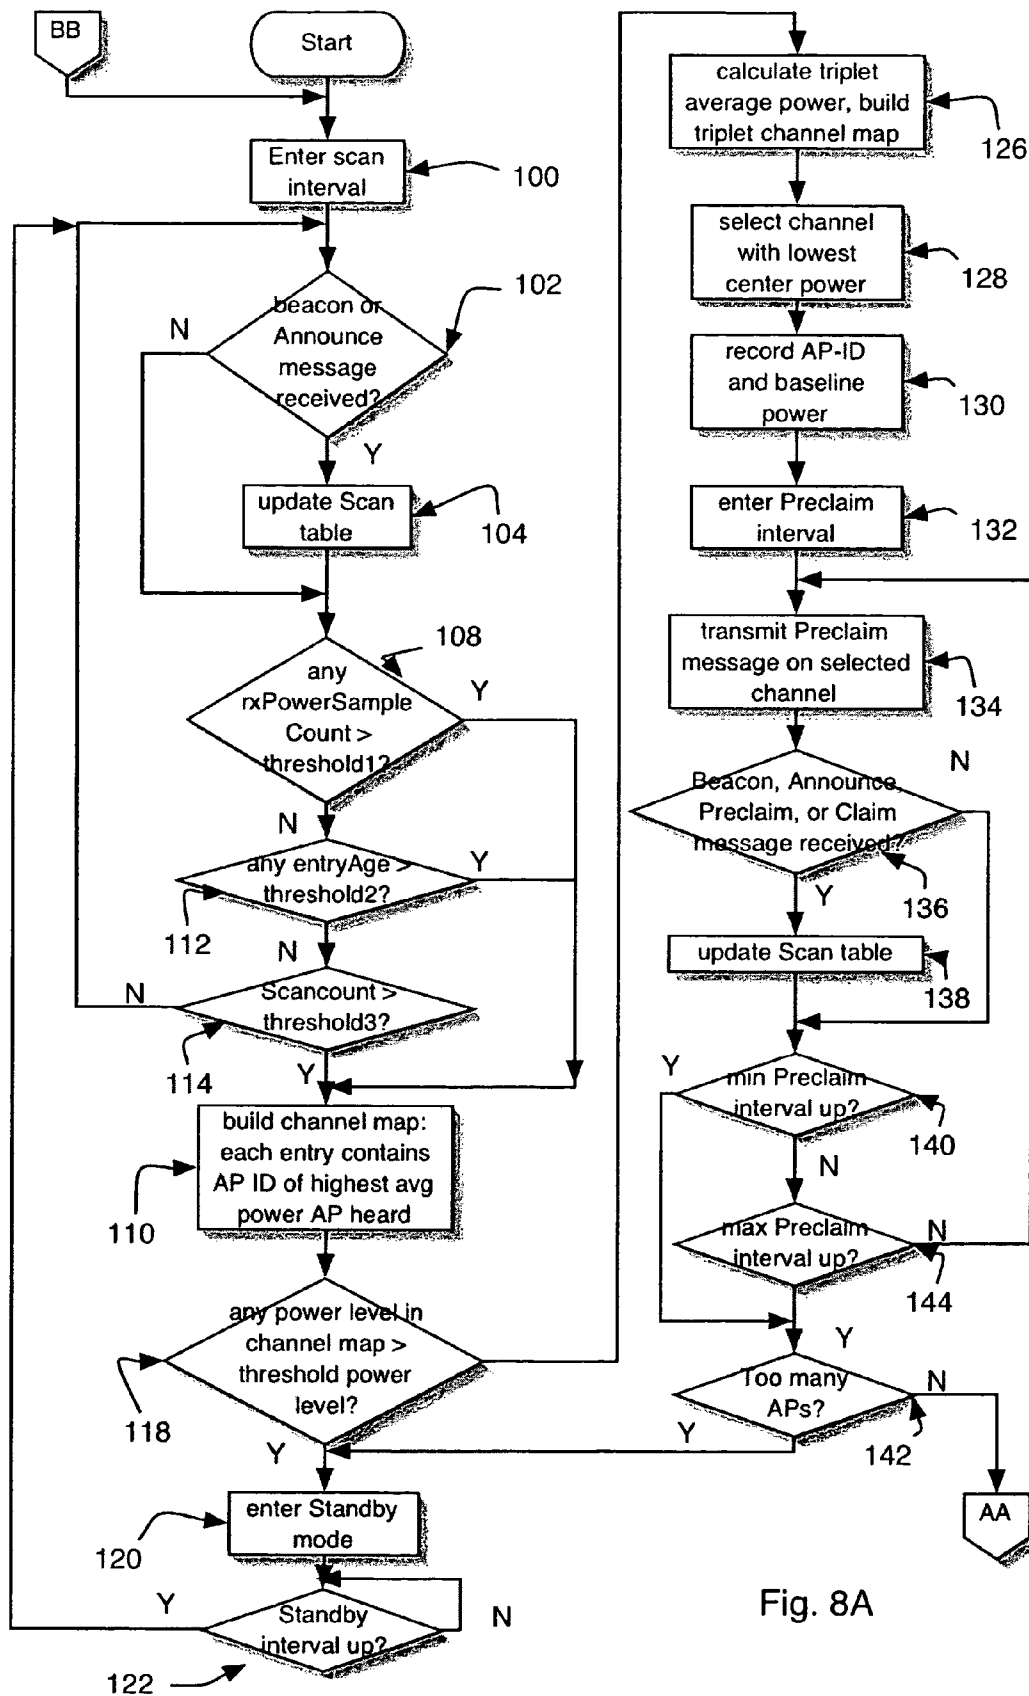 BB
Start
Enter scan
interval
100
beacon or
Announce
message
received?
102
N
Y
update Scan
table
104
108
any
rxPowerSample
Count >
threshold1?
Y
N
any entryAge >
threshold2?
Y
112
N
Scancount >
threshold3?
N
114
Y
build channel map:
each entry contains
AP ID of highest avg
power AP heard
110
any power level in
channel map >
threshold power
level?
118
Y
enter Standby
mode
120
Standby
interval up?
Y
N
122
calculate triplet
average power, build
triplet channel map
126
select channel
with lowest
center power
128
record AP-ID
and baseline
power
130
enter Preclaim
interval
132
transmit Preclaim
message on selected
channel
134
Beacon, Announce,
Preclaim, or Claim
message received?
N
136
Y
update Scan table
138
min Preclaim
interval up?
Y
140
N
max Preclaim
interval up?
N
144
Y
Too many
APs?
N
Y
142
AA
Fig. 8A